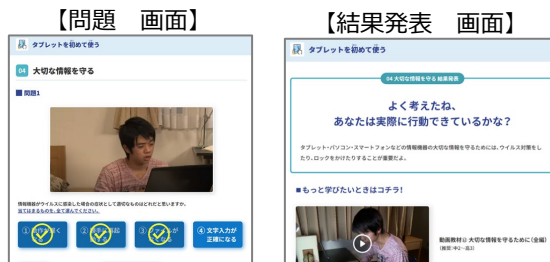 【問題 画面】
【結果発表 画面】
タブレットを初めて使う
04 大切な情報を守る
■問題1
情報機器がウイルスに感染した場合の症状として適切なものはどれだと思いますか。
当てはまるものを、全て選んでください。
①
②
③
④文字入力が
正確になる
タブレットを初めて使う
04 大切な情報を守る 結果発表
よく考えたね、
あなたは実際に行動できているかな?
タブレット・パソコン・スマートフォンなどの情報機器の大切な情報を守るためには、ウイルス対策をし
たり、ロックをかけたりすることが重要だよ。
■もっと学びたいときはコチラ!
動画教材⑫ 大切な情報を守るために(全編)